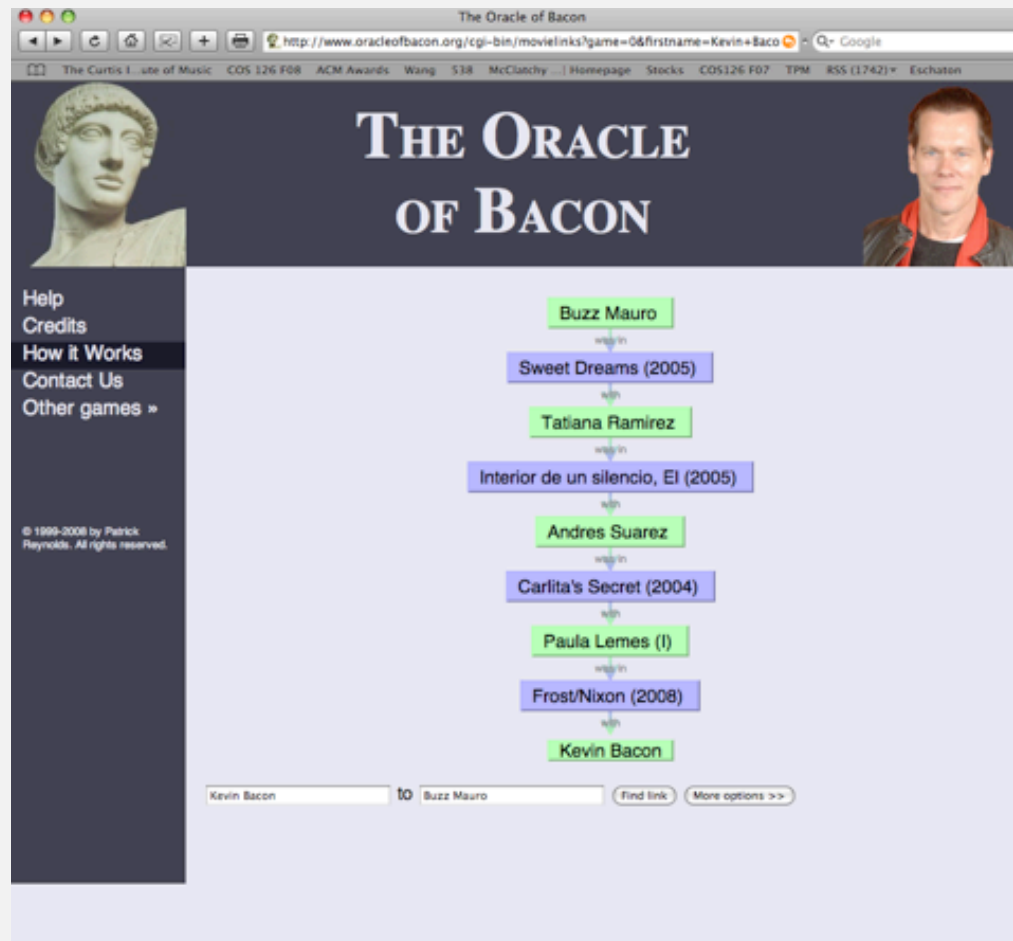 The Oracle of Bacon
http://www.oracleofbacon.org/cgi-bin/movielinks?game=0&firstname=Kevin+Baco
Google
The Curtis I...ute of Music COS 126 F08 ACM Awards Wang 538 McClatchy ...| Homepage Stocks COS126 F07 TPM RSS (1742) Eschaton
THE ORACLE
OF BACON
Help
Credits
How it Works
Contact Us
Other games »
© 1999-2008 by Patrick
Reynolds. All rights reserved.
Buzz Mauro
was in
Sweet Dreams (2005)
with
Tatiana Ramirez
was in
Interior de un silencio, El (2005)
with
Andres Suarez
was in
Carlita's Secret (2004)
with
Paula Lemes (I)
was in
Frost/Nixon (2008)
with
Kevin Bacon
Kevin Bacon to Buzz Mauro Find link More options >>